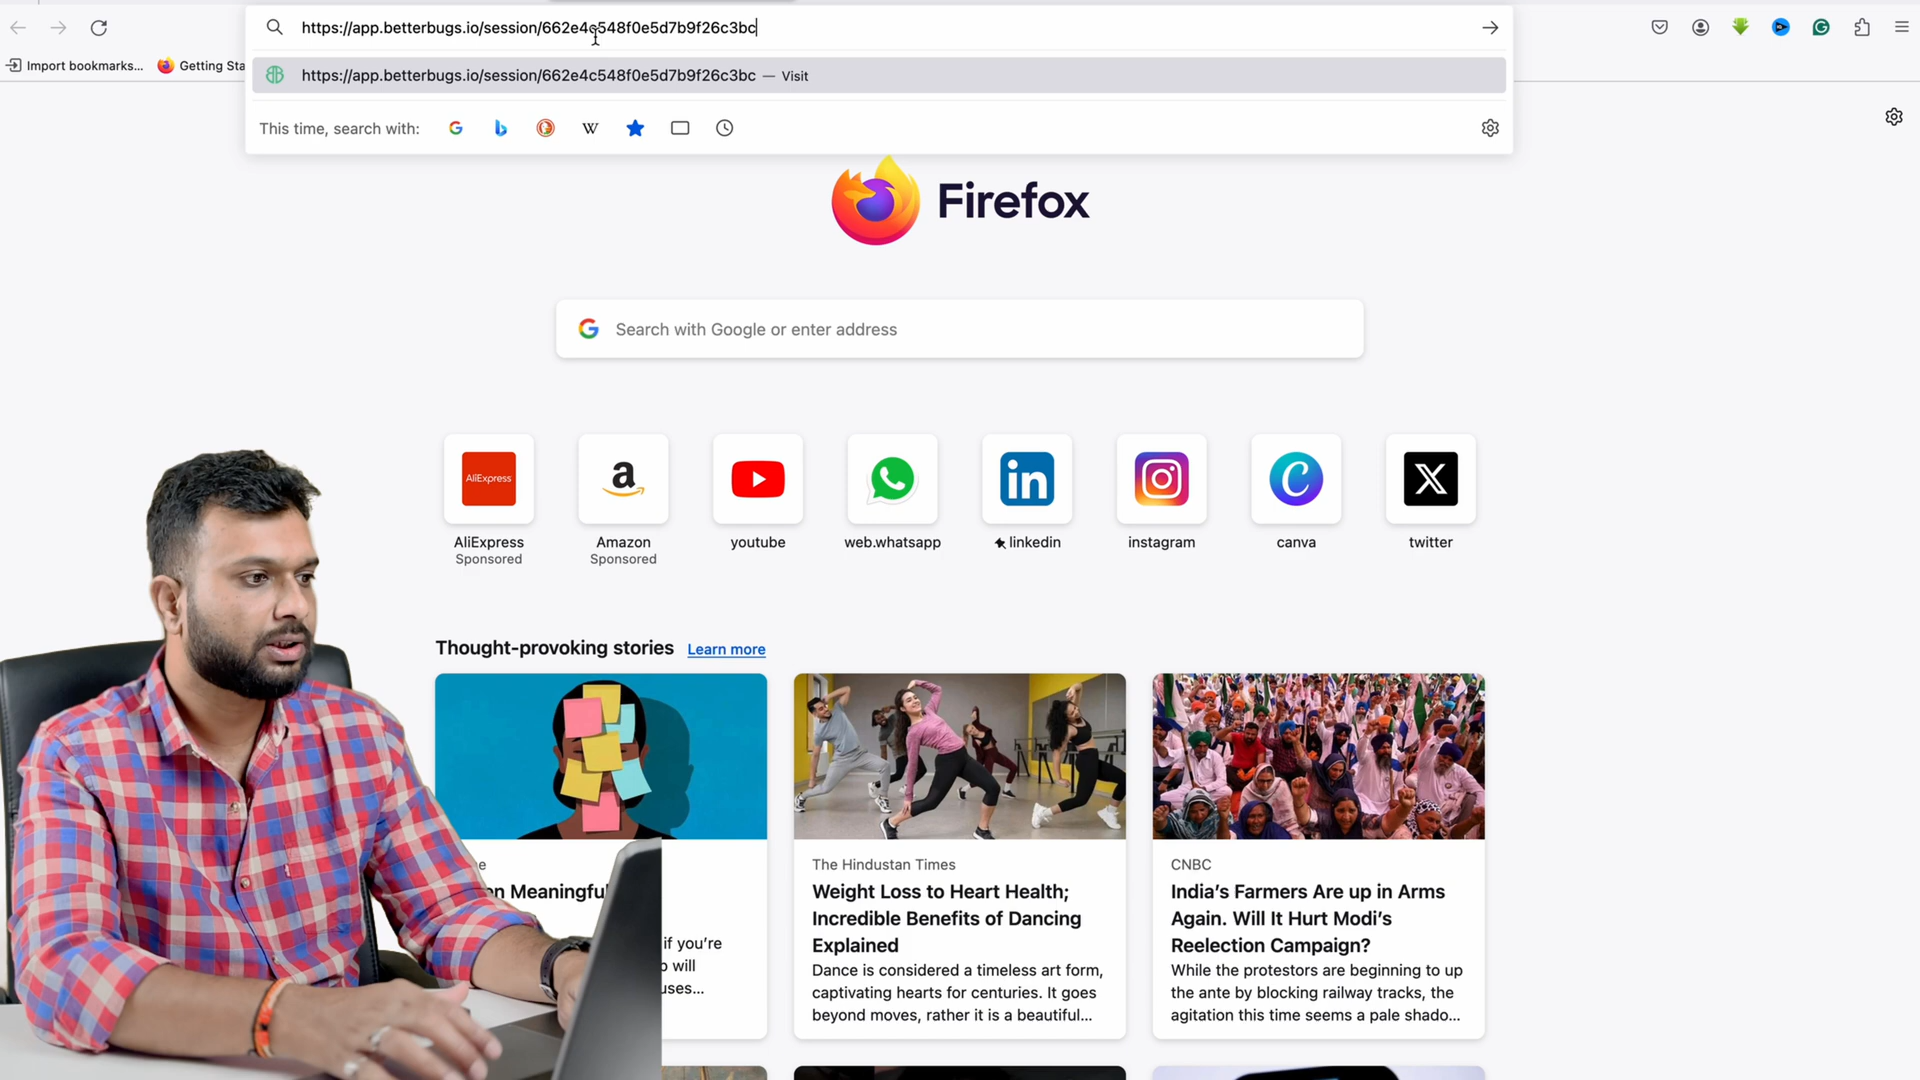 https://app.betterbugs.io/session/662e4c548f0e5d7b9f26c3bc
Import bookmarks...
Getting Sta
https://app.betterbugs.io/session/662e4c548f0e5d7b9f26c3bc — Visit
This time, search with:
W
Firefox
Search with Google or enter address
AliExpress
a
in
C
X
AliExpress
Sponsored
Amazon
Sponsored
youtube
web.whatsapp
linkedin
instagram
canva
twitter
Thought-provoking stories Learn more
e
en Meaningful
if you're
o will
uses...
The Hindustan Times
Weight Loss to Heart Health;
Incredible Benefits of Dancing
Explained
Dance is considered a timeless art form,
captivating hearts for centuries. It goes
beyond moves, rather it is a beautiful...
CNBC
India's Farmers Are up in Arms
Again. Will It Hurt Modi's
Reelection Campaign?
While the protestors are beginning to up
the ante by blocking railway tracks, the
agitation this time seems a pale shado...